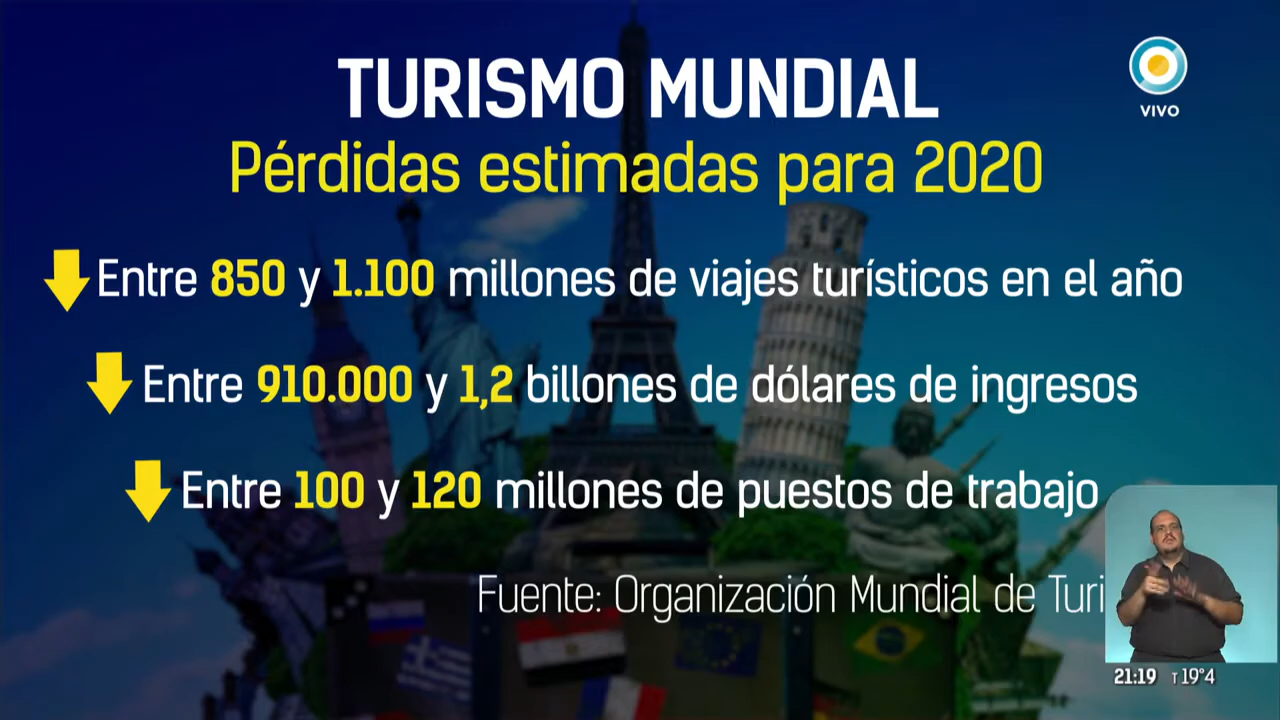 TURISMO MUNDIAL
VIVO
Pérdidas estimadas para 2020
Entre 850 y 1.100 millones de viajes turísticos en el año
Entre 910.000 y 1,2 billones de dólares de ingresos
Entre 100 y 120 millones de puestos de trabajo
Fuente: Organización Mundial de Turi
21:19 T 19°4